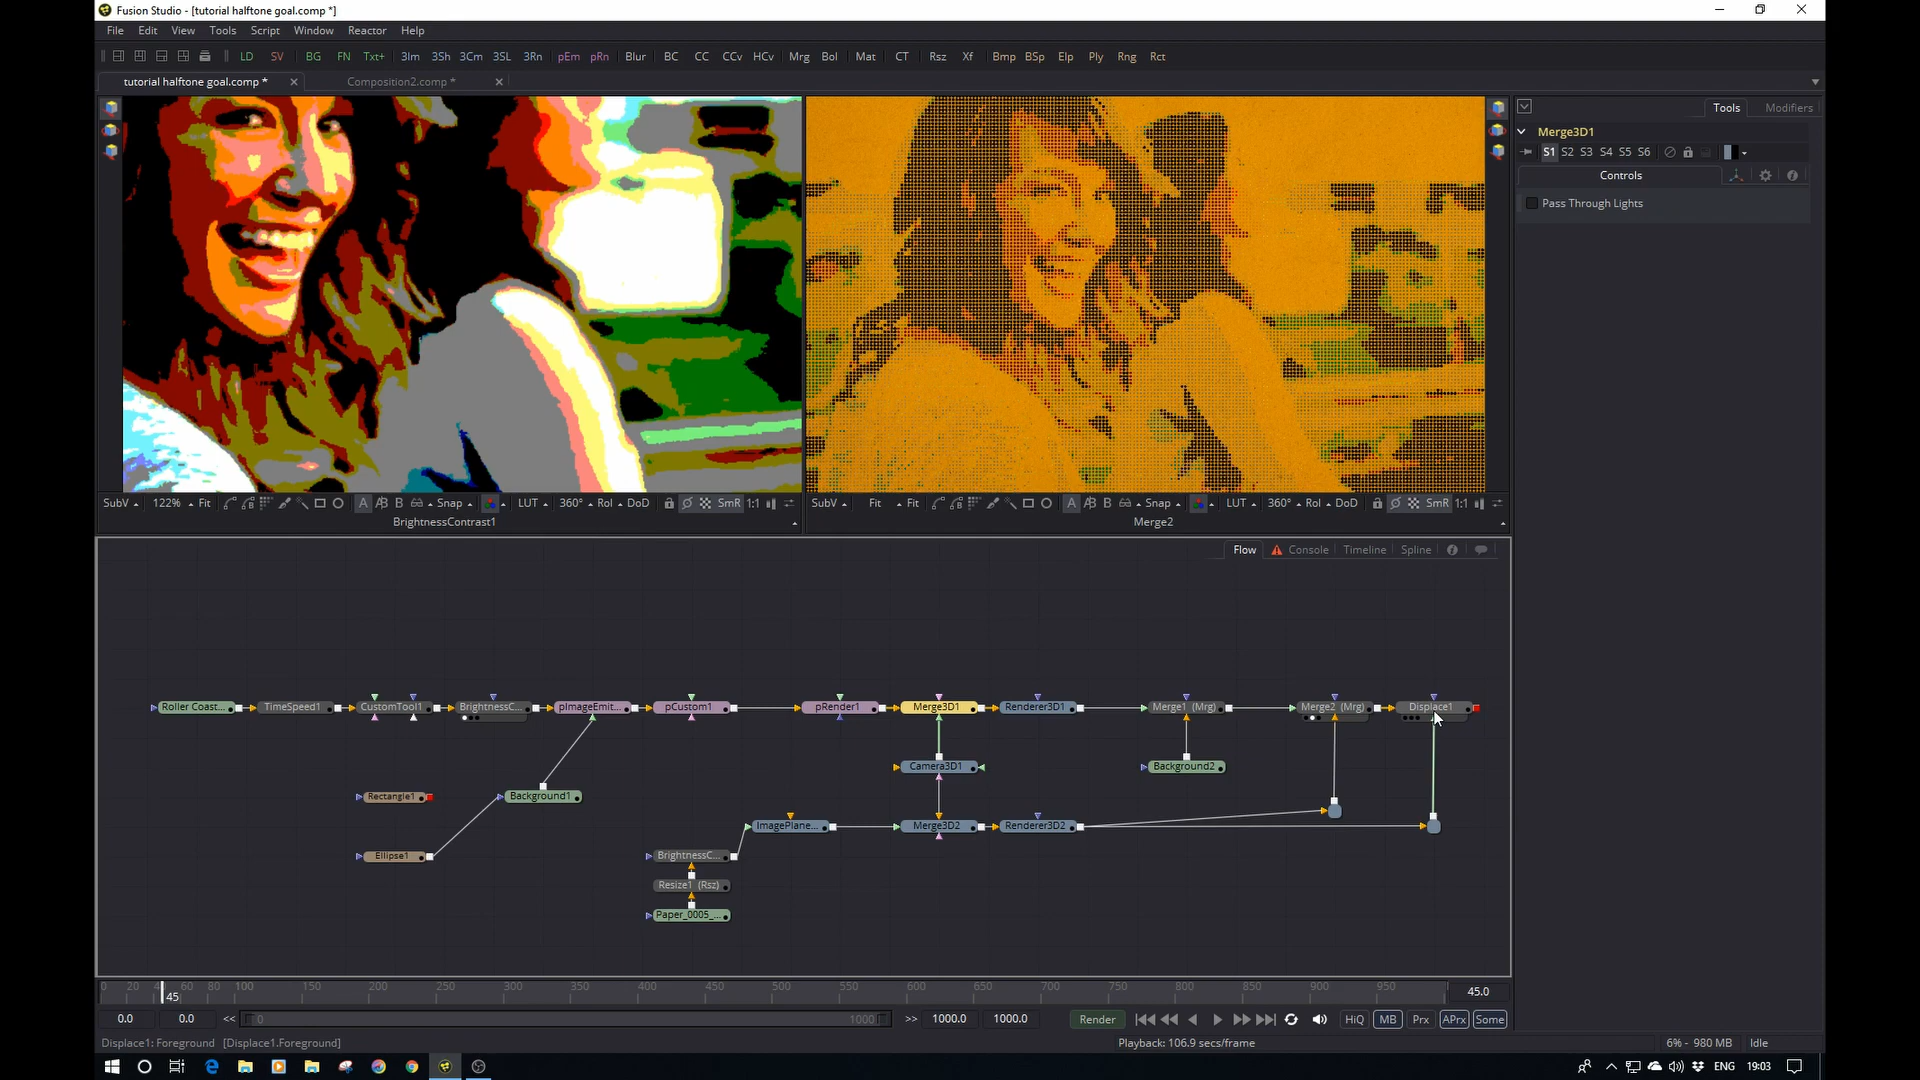 Fusion Studio - [tutorial halftone goal.comp *]
File Edit View Tools Script Window Reactor Help
LD SV BG FN Txt+ 3Im 3Sh 3Cm 3SL 3Rn pEm pRn Blur BC CC CCv HCv Mrg Bol Mat CT Rsz Xf Bmp BSp Elp Ply Rng Rct
tutorial halftone goal.comp * Composition2.comp *
Tools Modifiers
Merge3D1
S1 S2 S3 S4 S5 S6
Controls
Pass Through Lights
SubV 122% Fit A B Snap LUT 360° RoI DoD SmR 1:1
SubV Fit Fit A B Snap LUT 360° RoI DoD SmR 1:1
BrightnessContrast1 Merge2
Flow Console Timeline Spline
Roller Coast... TimeSpeed1 CustomTool1 BrightnessC... pImageEmit... pCustom1 pRender1 Merge3D1 Renderer3D1 Merge1 (Mrg) Merge2 (Mrg) Displace1
Camera3D1 Background2
Rectangle1 Background1
ImagePlane... Merge3D2 Renderer3D2
Ellipse1 BrightnessC...
Resize1 (Rsz)
Paper_0005_...
0 20 4 60 80 100 150 200 250 300 350 400 450 500 550 600 650 700 750 800 850 900 950 45.0
45
0.0 0.0 << 0 1000 >> 1000.0 1000.0 Render HiQ MB Prx APrx Some
Displace1: Foreground [Displace1.Foreground] Playback: 106.9 secs/frame 6% - 980 MB Idle
ENG 19:03